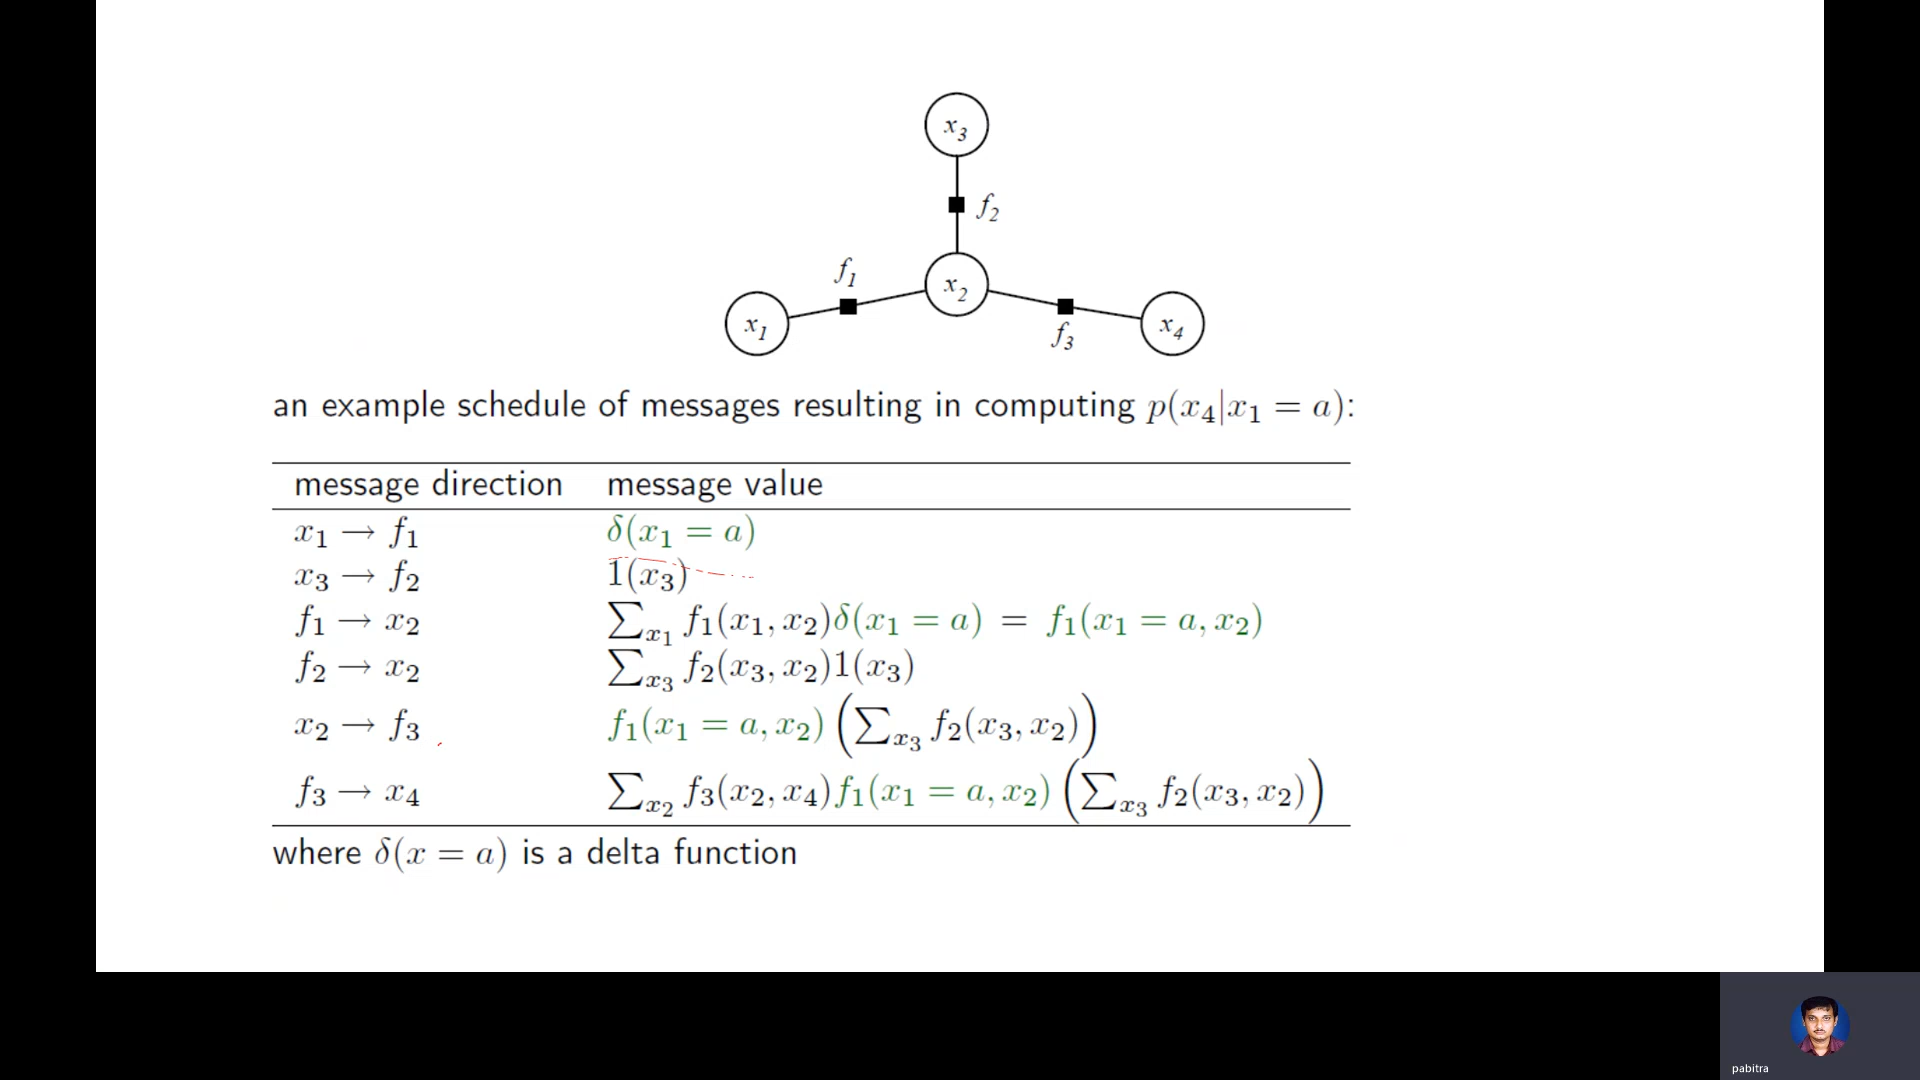 x3
f2
f1
x2
x1
f3
x4
an example schedule of messages resulting in computing p(x4|x1 = a):
message direction message value
x1 → f1 δ(x1 = a)
x3 → f2 1(x3)
f1 → x2 ∑x1 f1(x1, x2)δ(x1 = a) = f1(x1 = a, x2)
f2 → x2 ∑x3 f2(x3, x2)1(x3)
x2 → f3 f1(x1 = a, x2) (∑x3 f2(x3, x2))
f3 → x4 ∑x2 f3(x2, x4)f1(x1 = a, x2) (∑x3 f2(x3, x2))
where δ(x = a) is a delta function
pabitra